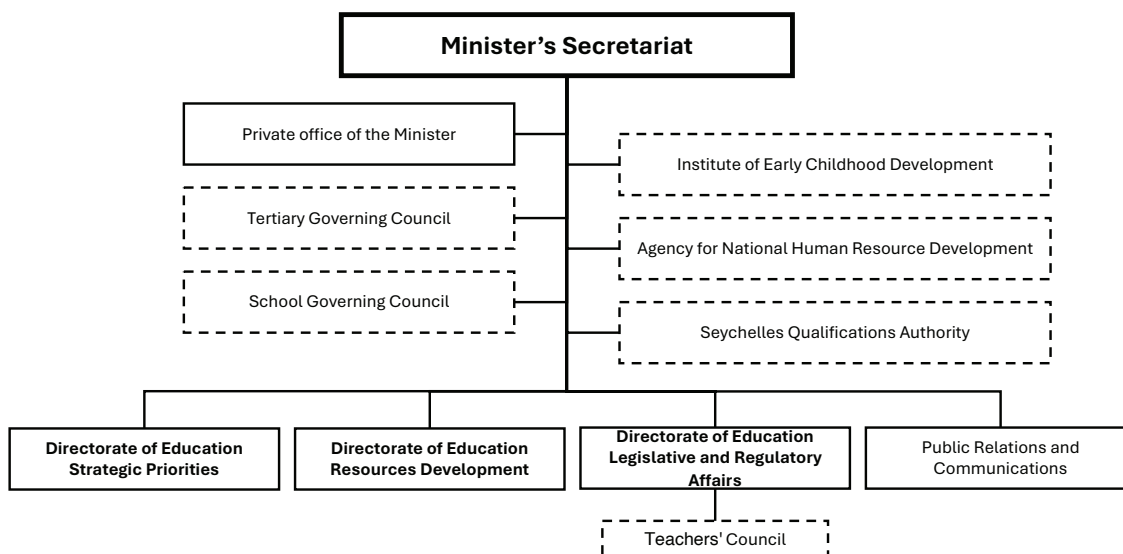 Minister’s Secretariat
Private office of the Minister
Institute of Early Childhood Development
Tertiary Governing Council
Agency for National Human Resource Development
School Governing Council
Seychelles Qualifications Authority
Directorate of Education
Strategic Priorities
Directorate of Education
Resources Development
Directorate of Education
Legislative and Regulatory
Affairs
Public Relations and
Communications
Teachers' Council